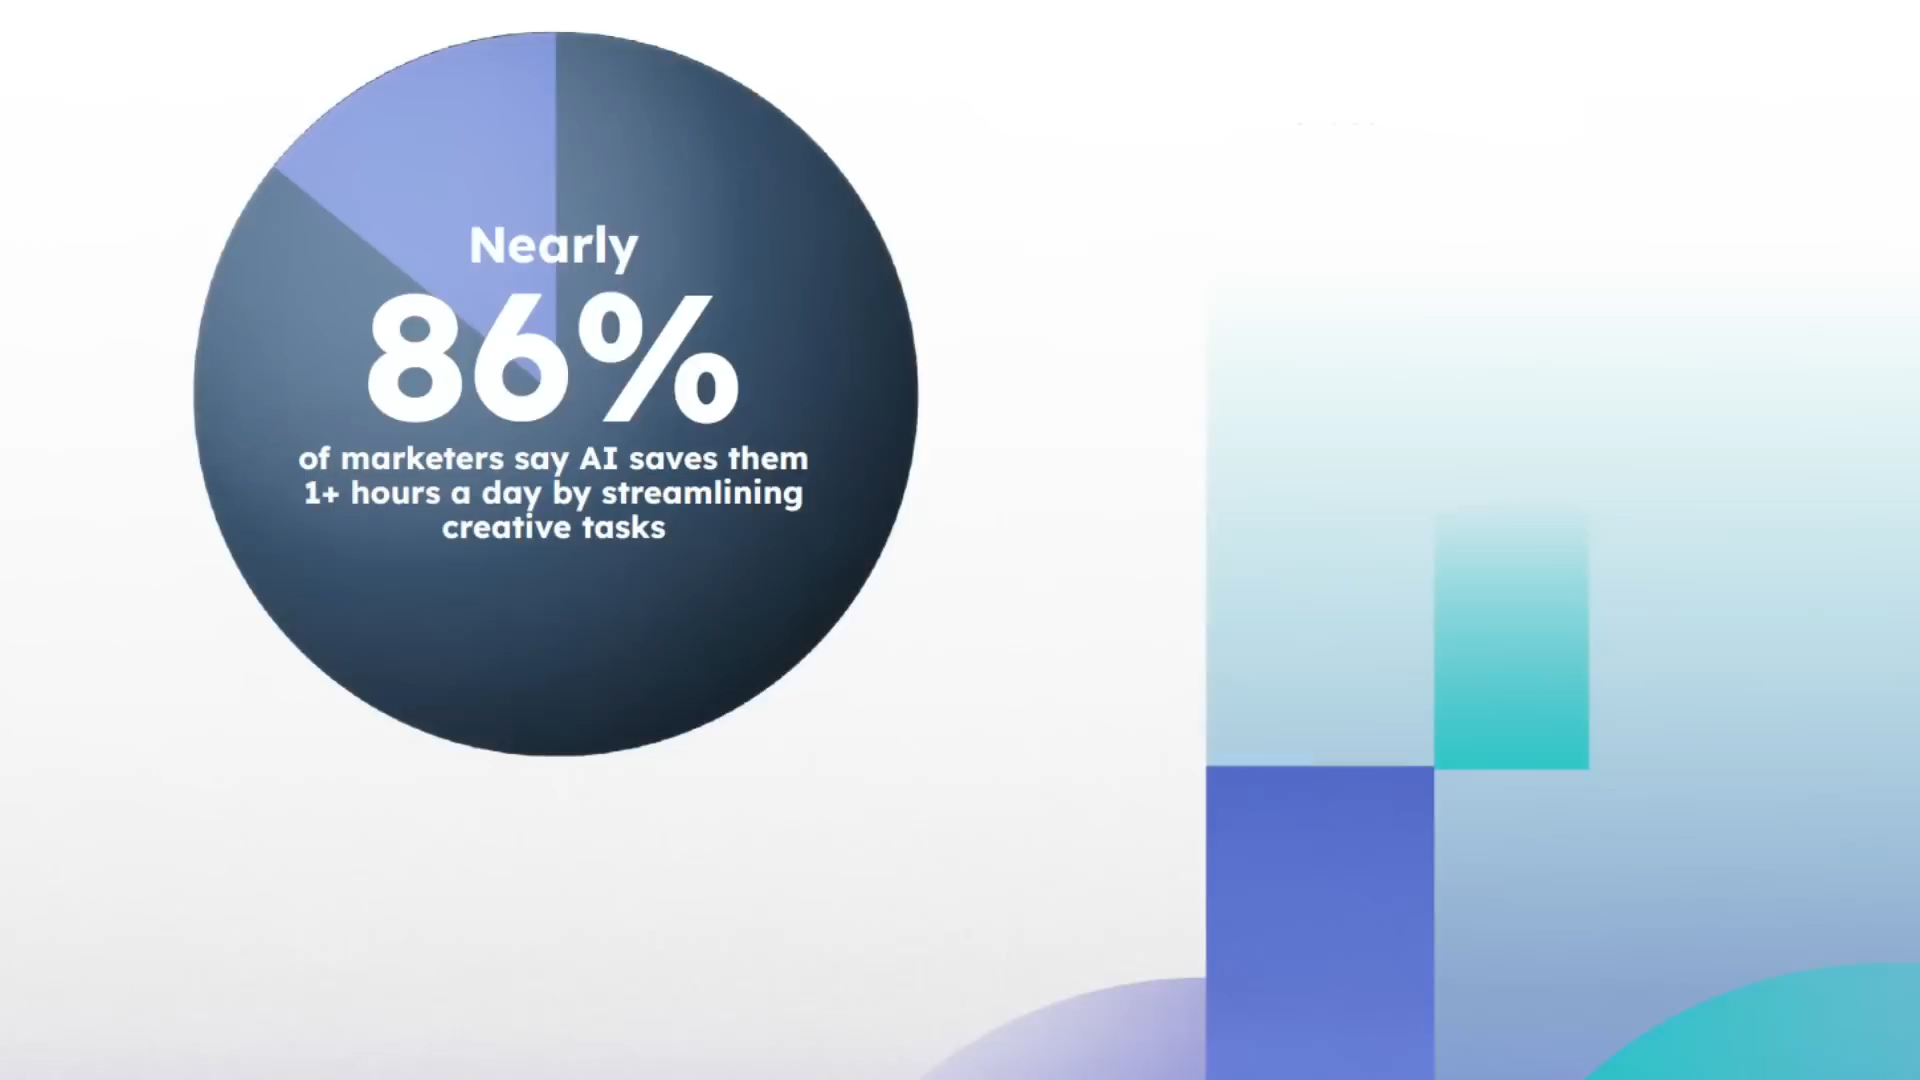 Nearly
86%
of marketers say AI saves them
1+ hours a day by streamlining
creative tasks